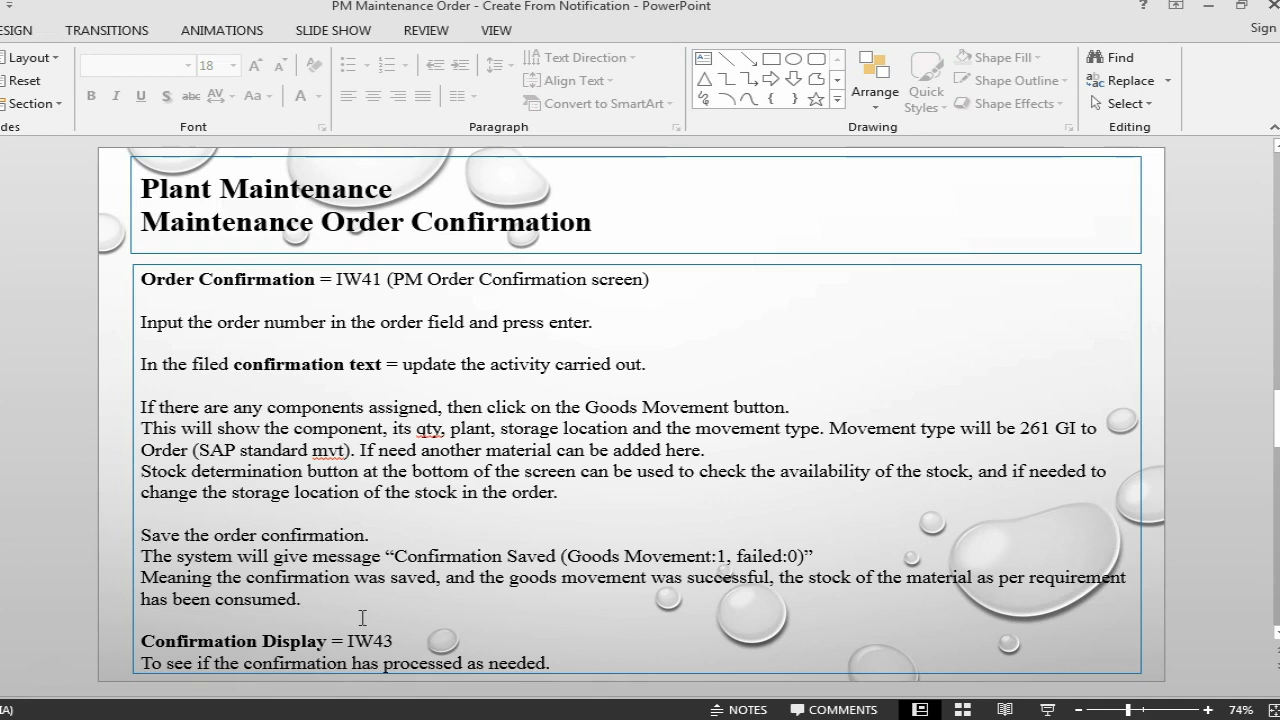 PM Maintenance Order - Create From Notification - PowerPoint
?
ESIGN TRANSITIONS ANIMATIONS SLIDE SHOW REVIEW VIEW Sign
Layout Reset Section
18
B I U S abc AV Aa A
Text Direction
Align Text
Convert to SmartArt
Arrange Quick Styles
Shape Fill
Shape Outline
Shape Effects
Find
Replace
Select
des Font Paragraph Drawing Editing
Plant Maintenance
Maintenance Order Confirmation
Order Confirmation = IW41 (PM Order Confirmation screen)
Input the order number in the order field and press enter.
In the filed confirmation text = update the activity carried out.
If there are any components assigned, then click on the Goods Movement button.
This will show the component, its qty, plant, storage location and the movement type. Movement type will be 261 GI to
Order (SAP standard mvt). If need another material can be added here.
Stock determination button at the bottom of the screen can be used to check the availability of the stock, and if needed to
change the storage location of the stock in the order.
Save the order confirmation.
The system will give message “Confirmation Saved (Goods Movement:1, failed:0)”
Meaning the confirmation was saved, and the goods movement was successful, the stock of the material as per requirement
has been consumed.
Confirmation Display = IW43
To see if the confirmation has processed as needed.
IA) NOTES COMMENTS 74%